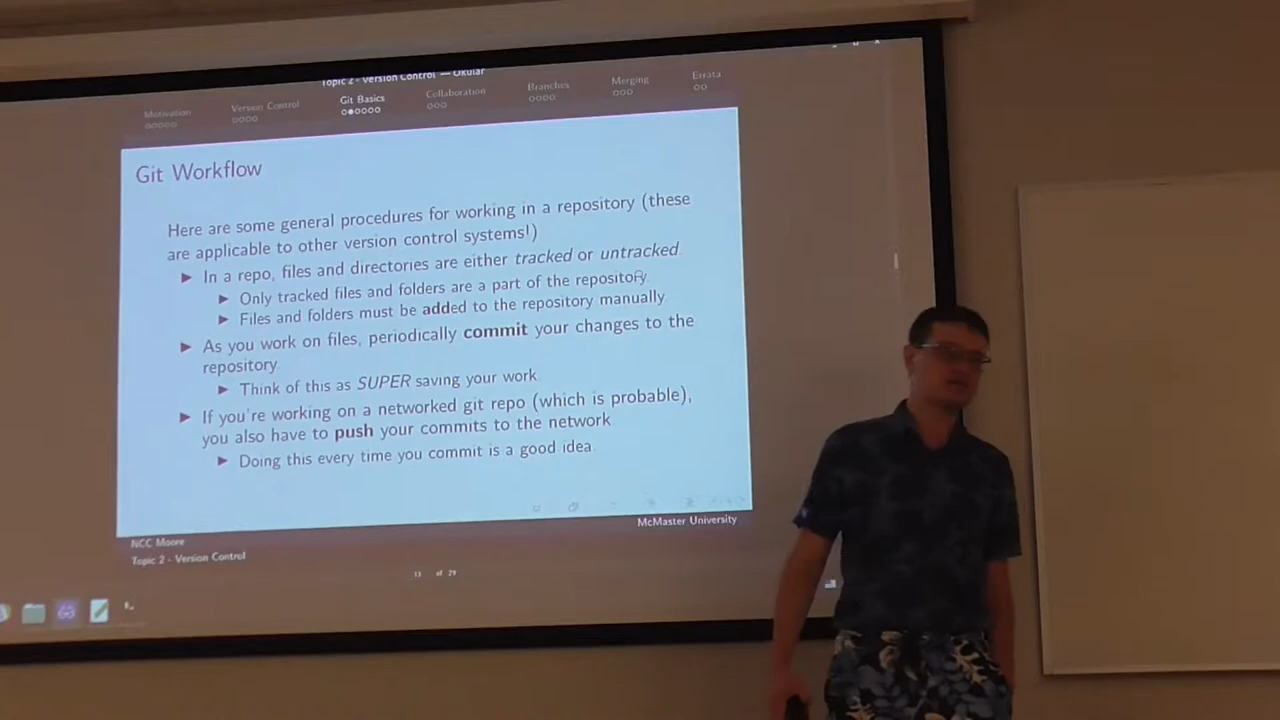 Topic 2 - Version Control — Okular
Motivation
Version Control
Git Basics
Collaboration
Branches
Merging
Errata
Git Workflow
Here are some general procedures for working in a repository (these
are applicable to other version control systems!)
In a repo, files and directories are either tracked or untracked
Only tracked files and folders are a part of the repository.
Files and folders must be added to the repository manually
As you work on files, periodically commit your changes to the
repository
Think of this as SUPER saving your work
If you're working on a networked git repo (which is probable),
you also have to push your commits to the network
Doing this every time you commit is a good idea
NCC Moore
McMaster University
Topic 2 - Version Control
13 of 29